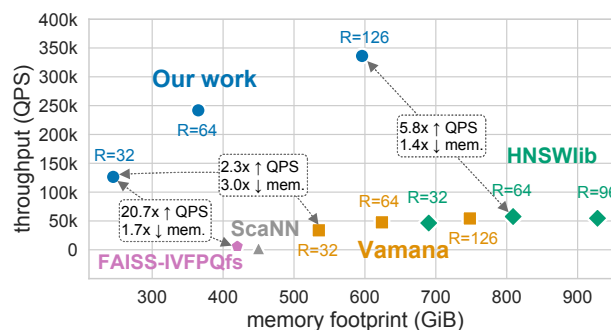 400k
350k
300k
250k
200k
150k
100k
50k
0
throughput (QPS)
R=126
Our work
R=64
5.8x ↑ QPS
1.4x ↓ mem.
HNSWlib
R=32
2.3x ↑ QPS
3.0x ↓ mem.
R=64
R=32
R=64
R=96
20.7x ↑ QPS
1.7x ↓ mem.
ScaNN
R=32
Vamana
R=126
FAISS-IVFPQfs
300 400 500 600 700 800 900
memory footprint (GiB)